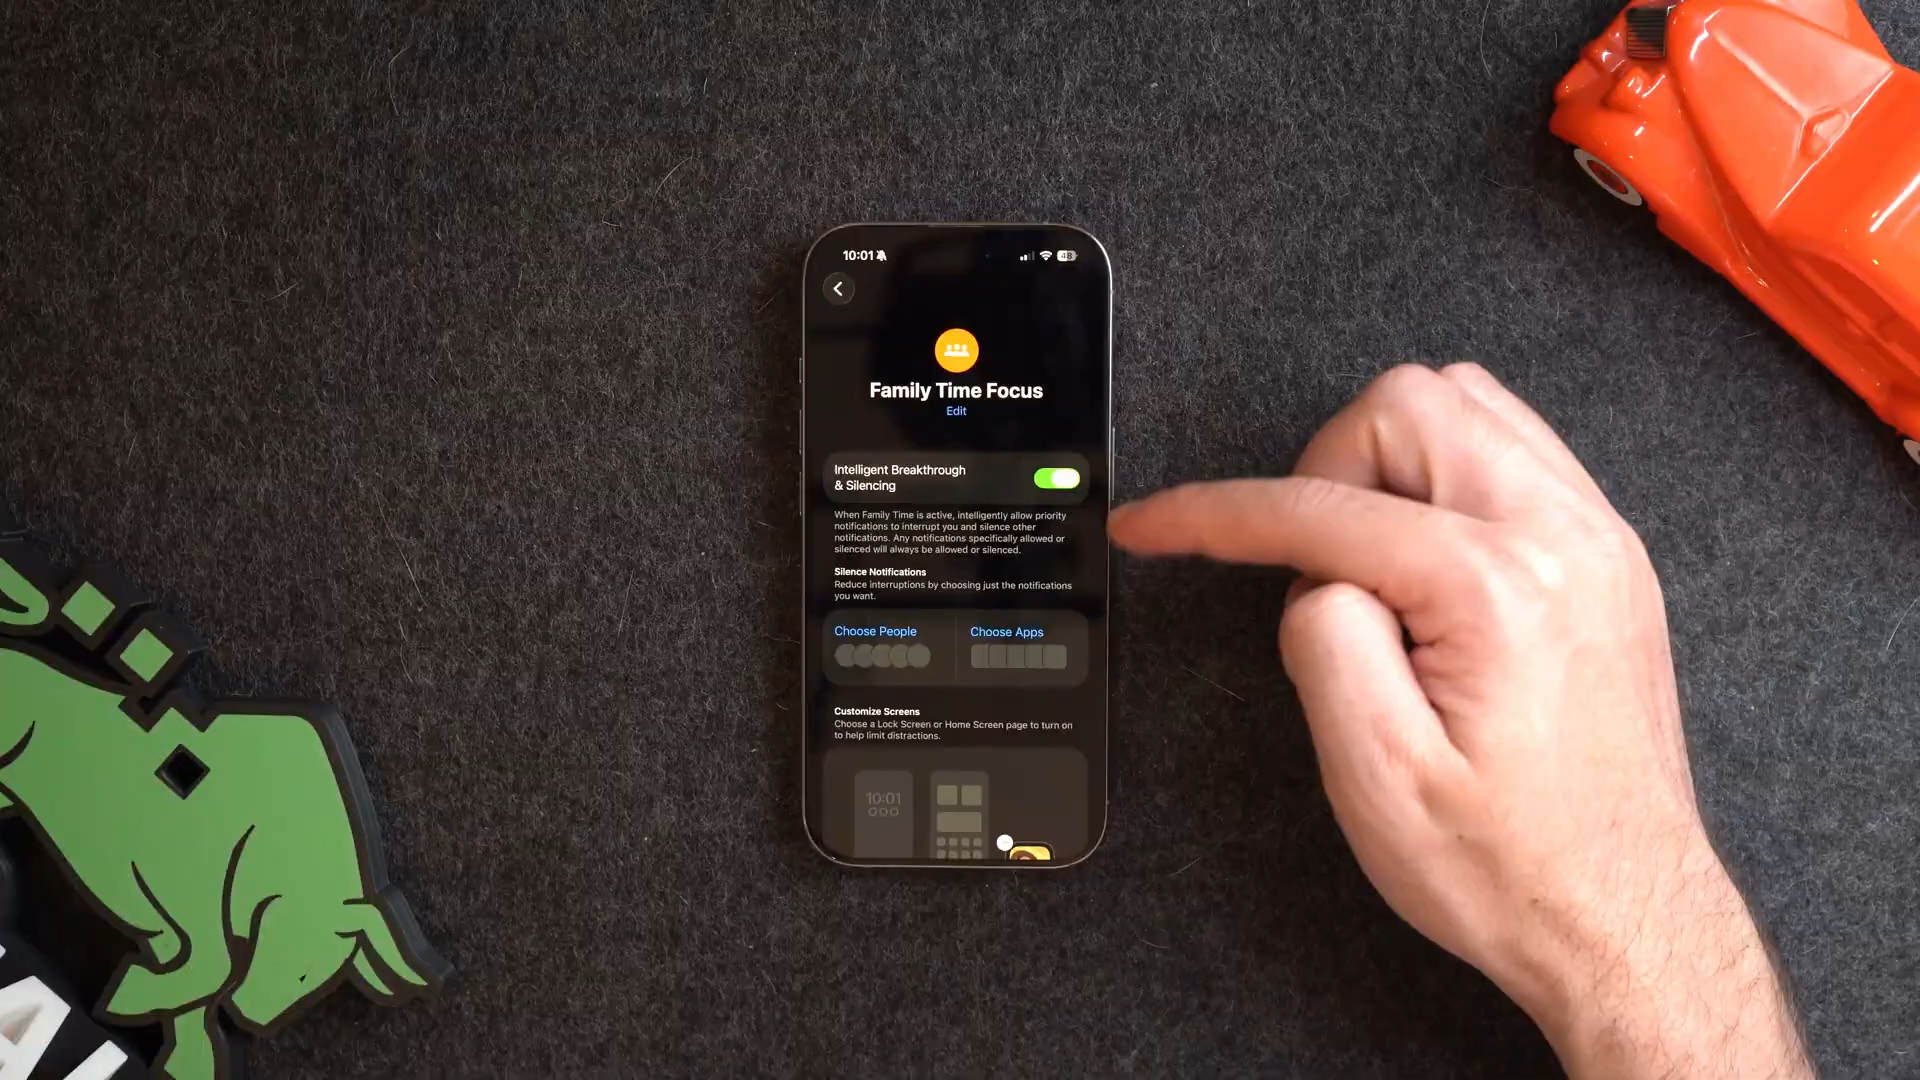 10:01
48
Family Time Focus
Edit
Intelligent Breakthrough
& Silencing
When Family Time is active, intelligently allow priority
notifications to interrupt you and silence other
notifications. Any notifications specifically allowed or
silenced will always be allowed or silenced.
Silence Notifications
Reduce interruptions by choosing just the notifications
you want.
Choose People
Choose Apps
Customize Screens
Choose a Lock Screen or Home Screen page to turn on
to help limit distractions.
10:01
A